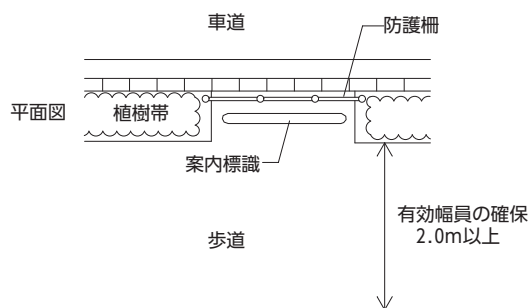 車道
防護柵
平面図
植樹帯
案内標識
有効幅員の確保
2.0m以上
歩道